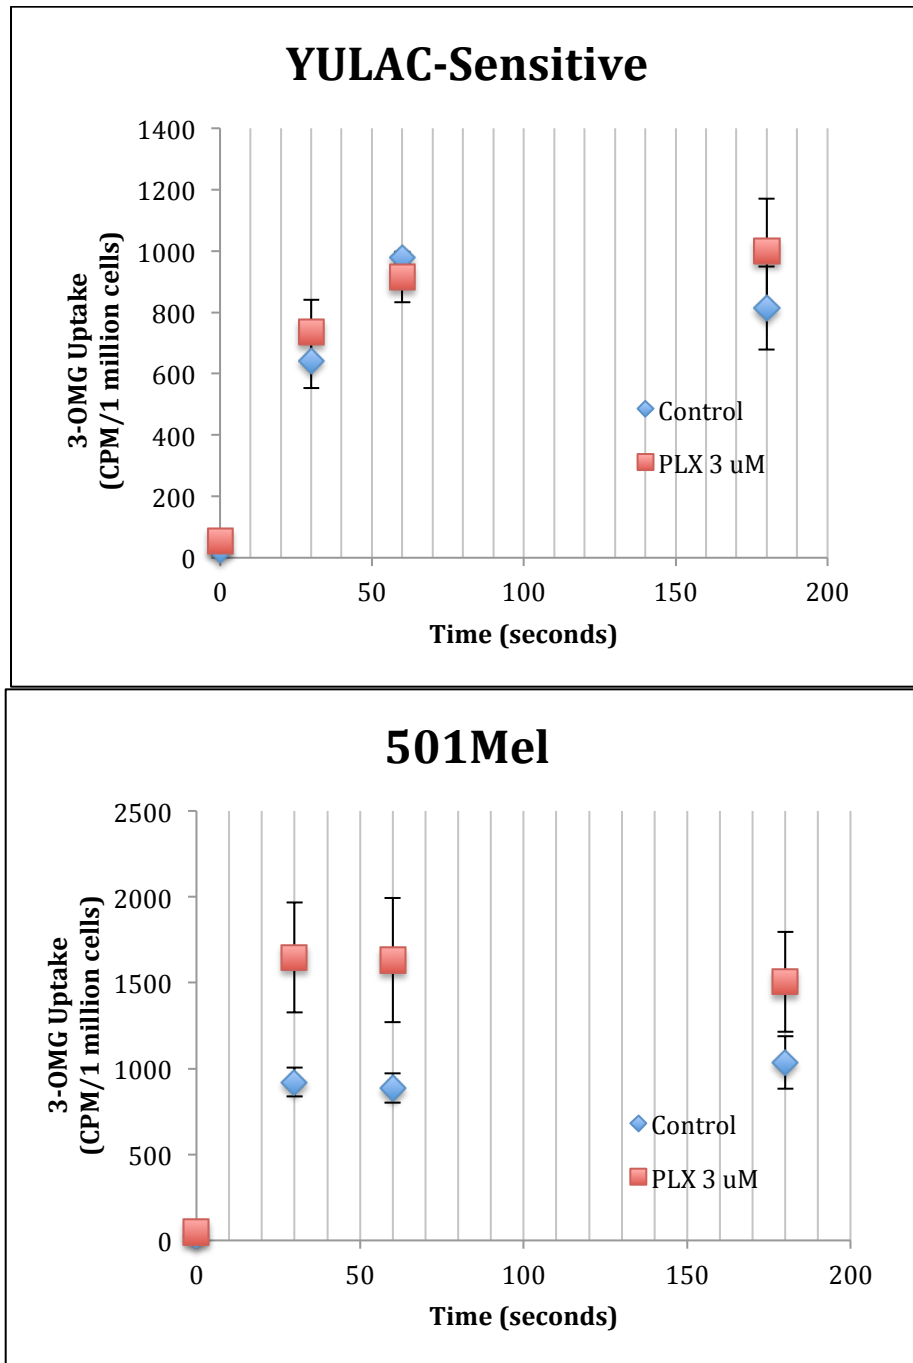 YULAC-Sensitive
1400
1200
1000
800
600
400
200
0
3-OMG Uptake
(CPM/1 million cells)
Control
PLX 3 uM
0 50 100 150 200
Time (seconds)
501Mel
2500
2000
1500
1000
500
0
3-OMG Uptake
(CPM/1 million cells)
Control
PLX 3 uM
0 50 100 150 200
Time (seconds)